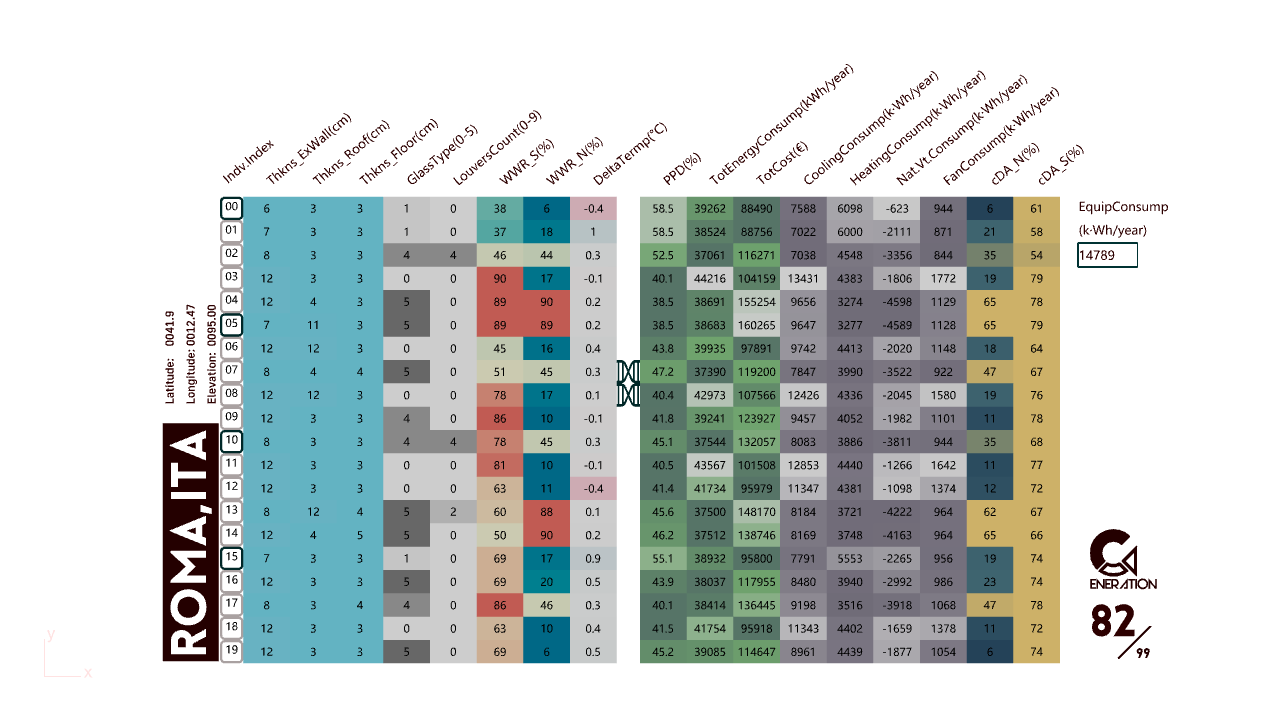 Indv.Index Thkns_ExWall(cm) Thkns_Roof(cm) Thkns_Floor(cm) GlassType(0-5) LouversCount(0-9) WWR_S(%) WWR_N(%) DeltaTermp(°C) PPD(%) TotEnergyConsump(kWh/year) TotCost(€) CoolingConsump(k·Wh/year) HeatingConsump(k·Wh/year) Nat.Vt.Consump(k·Wh/year) FanConsump(k·Wh/year) cDA_N(%) cDA_S(%)
00 6 3 3 1 0 38 6 -0.4 58.5 39262 88490 7588 6098 -623 944 6 61
01 7 3 3 1 0 37 18 1 58.5 38524 88756 7022 6000 -2111 871 21 58
02 8 3 3 4 4 46 44 0.3 52.5 37061 116271 7038 4548 -3356 844 35 54
03 12 3 3 0 0 90 17 -0.1 40.1 44216 104159 13431 4383 -1806 1772 19 79
04 12 4 3 5 0 89 90 0.2 38.5 38691 155254 9656 3274 -4598 1129 65 78
05 7 11 3 5 0 89 89 0.2 38.5 38683 160265 9647 3277 -4589 1128 65 79
06 12 12 3 0 0 45 16 0.4 43.8 39935 97891 9742 4413 -2020 1148 18 64
07 8 4 4 5 0 51 45 0.3 47.2 37390 119200 7847 3990 -3522 922 47 67
08 12 12 3 0 0 78 17 0.1 40.4 42973 107566 12426 4336 -2045 1580 19 76
09 12 3 3 4 0 86 10 -0.1 41.8 39241 123927 9457 4052 -1982 1101 11 78
10 8 3 3 4 4 78 45 0.3 45.1 37544 132057 8083 3886 -3811 944 35 68
11 12 3 3 0 0 81 10 -0.1 40.5 43567 101508 12853 4440 -1266 1642 11 77
12 12 3 3 0 0 63 11 -0.4 41.4 41734 95979 11347 4381 -1098 1374 12 72
13 8 12 4 5 2 60 88 0.1 45.6 37500 148170 8184 3721 -4222 964 62 67
14 12 4 5 5 0 50 90 0.2 46.2 37512 138746 8169 3748 -4163 964 65 66
15 7 3 3 1 0 69 17 0.9 55.1 38932 95800 7791 5553 -2265 956 19 74
16 12 3 3 5 0 69 20 0.5 43.9 38037 117955 8480 3940 -2992 986 23 74
17 8 3 4 4 0 86 46 0.3 40.1 38414 136445 9198 3516 -3918 1068 47 78
18 12 3 3 0 0 63 10 0.4 41.5 41754 95918 11343 4402 -1659 1378 11 72
19 12 3 3 5 0 69 6 0.5 45.2 39085 114647 8961 4439 -1877 1054 6 74
EquipConsump
(k·Wh/year)
14789
Latitude: 0041.9
Longitude: 0012.47
Elevation: 0095.00
ROMA,ITA
G
ENERATION
82/99
y
x